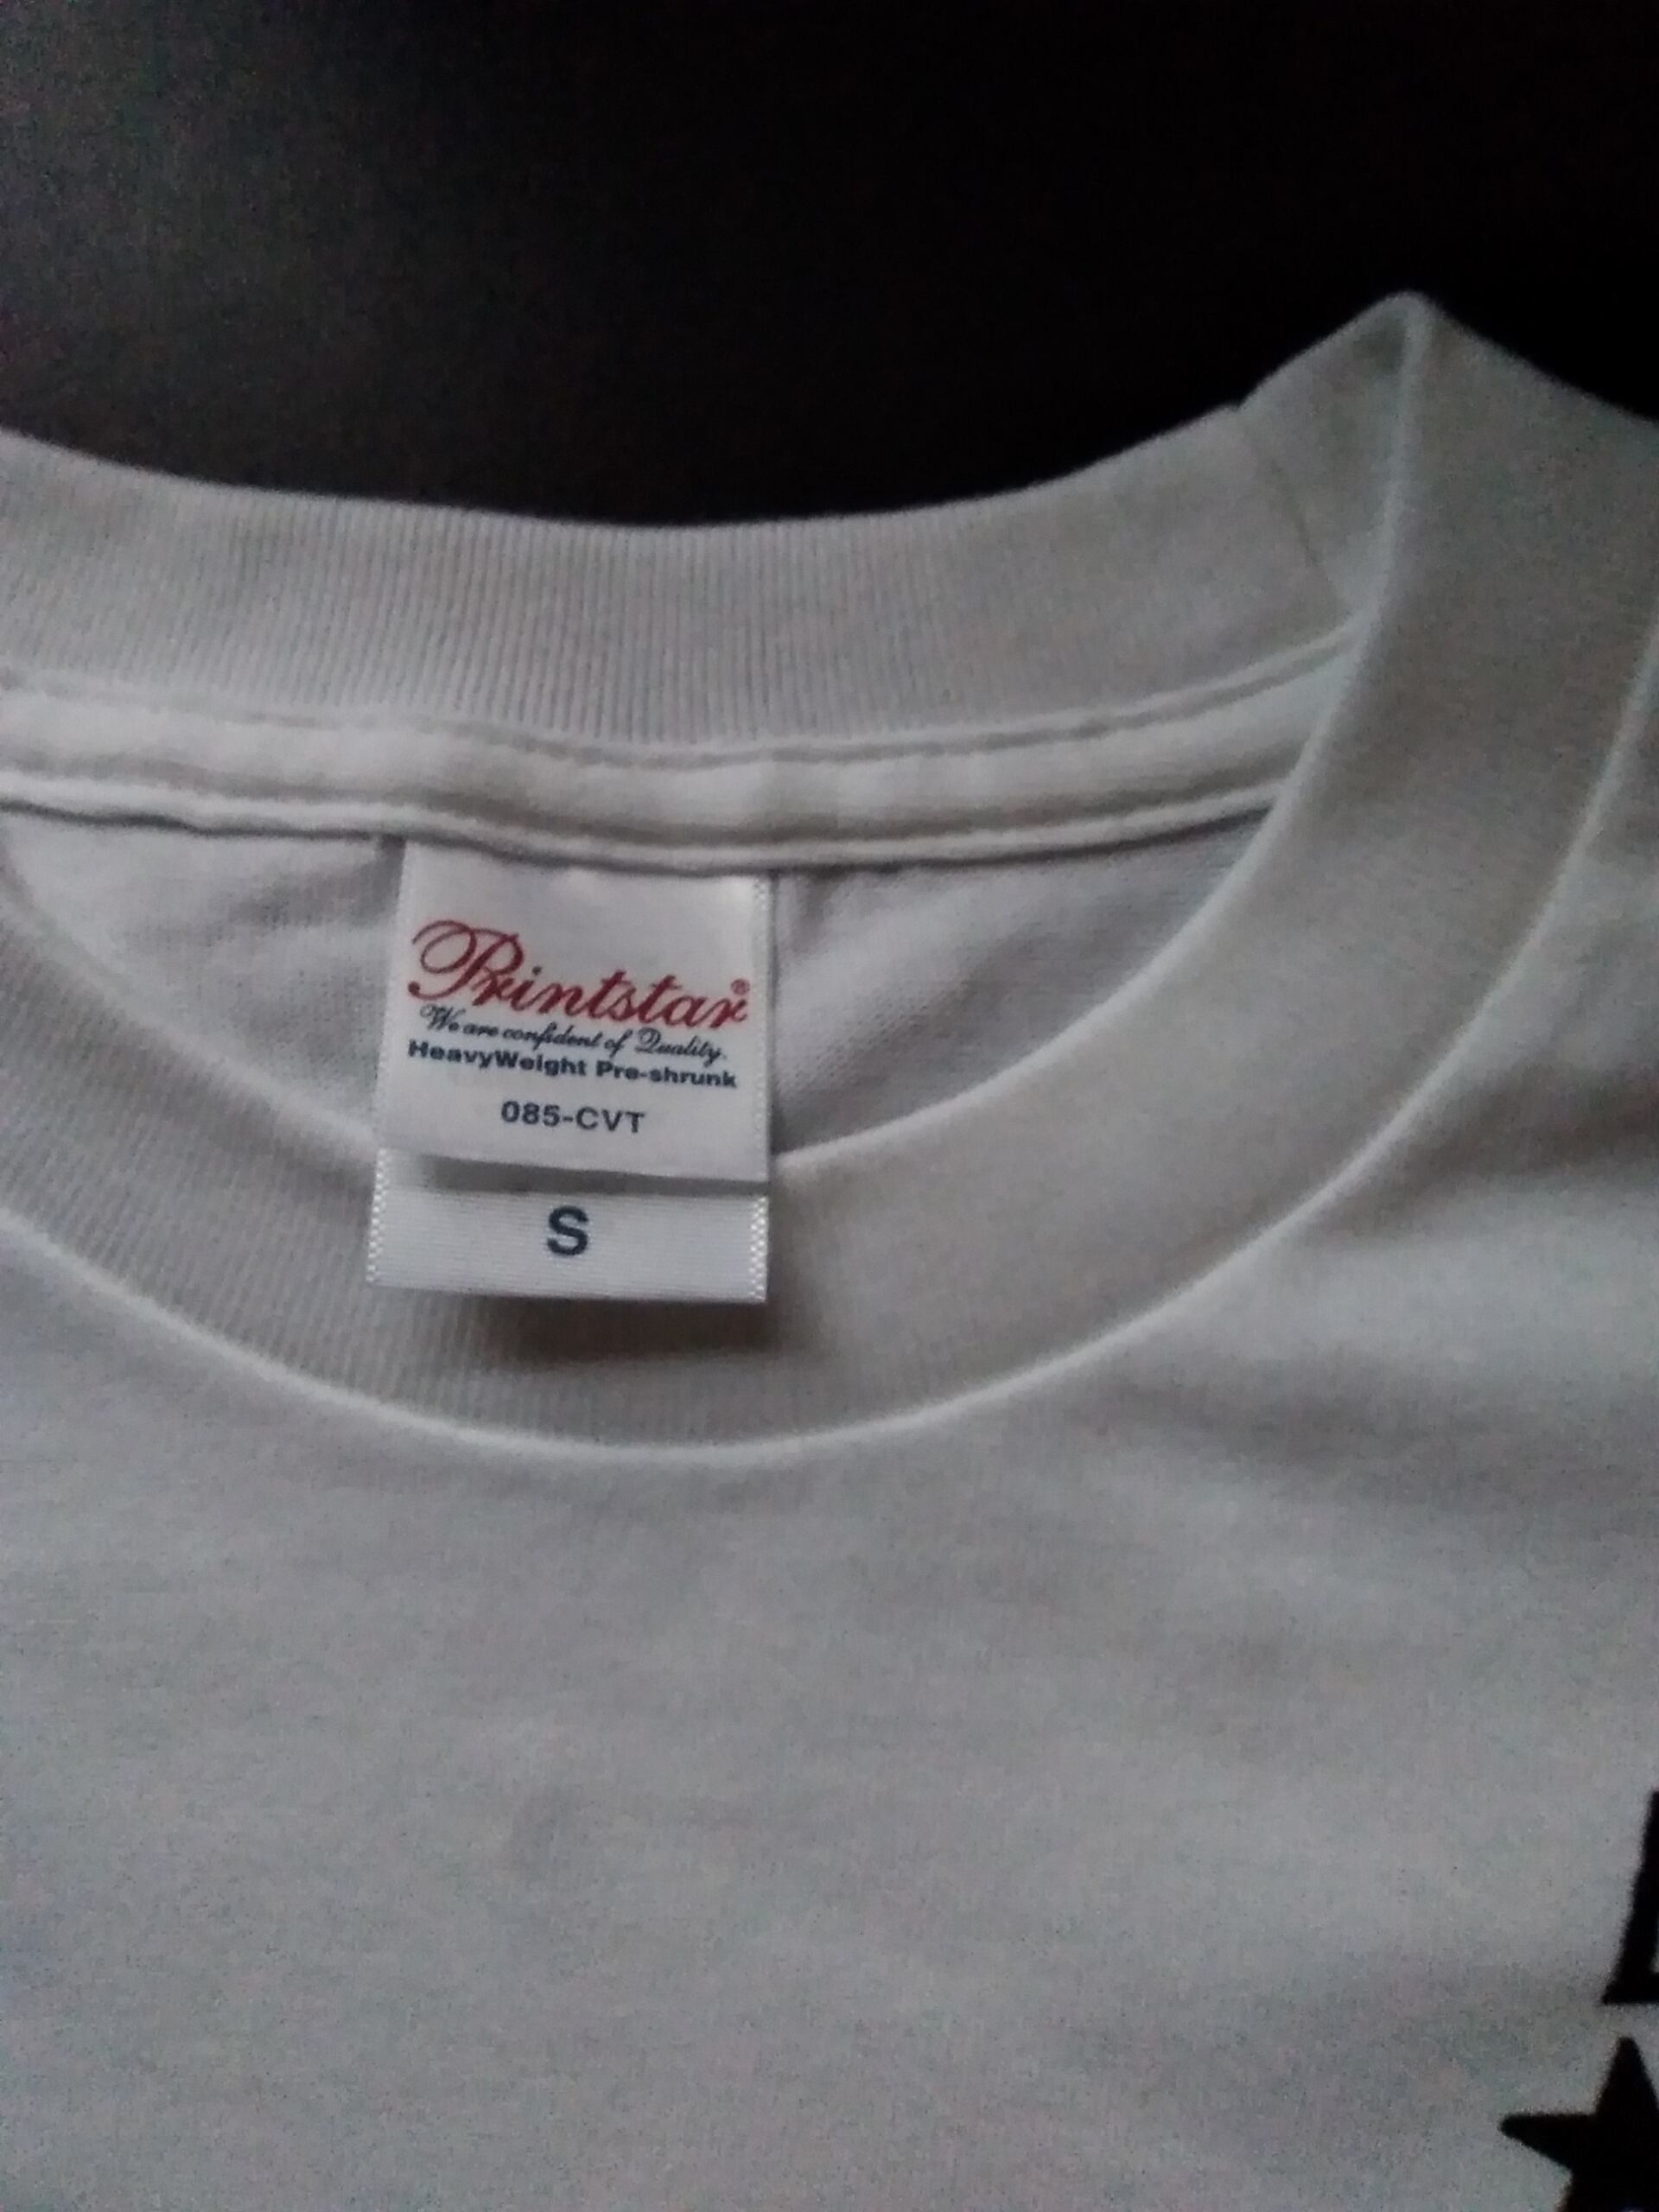 Printstar®
We are confident of Quality.
HeavyWeight Pre-shrunk
085-CVT
S